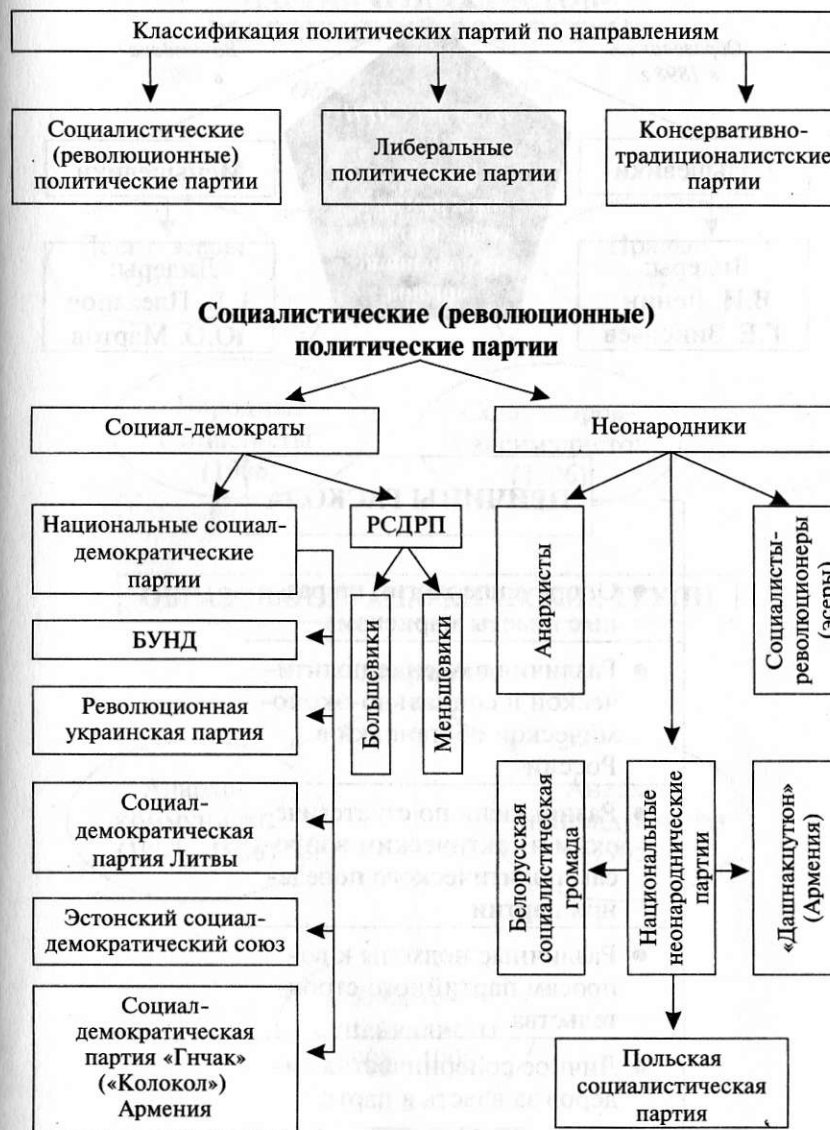 Классификация политических партий по направлениям
Социалистические
(революционные)
политические партии
Либеральные
политические партии
Консервативно-
традиционалистские
партии
Социалистические (революционные)
политические партии
Социал-демократы
Неонародники
Национальные социал-
демократические
партии
РСДРП
Большевики
Меньшевики
Анархисты
Социалисты-
революционеры
(эсеры)
БУНД
Революционная
украинская партия
Социал-
демократическая
партия Литвы
Эстонский социал-
демократический союз
Социал-
демократическая
партия «Гнчак»
(«Колокол»)
Армения
Белорусская
социалистическая
громада
Национальные
неонароднические
партии
«Дашнакцутюн»
(Армения)
Польская
социалистическая
партия